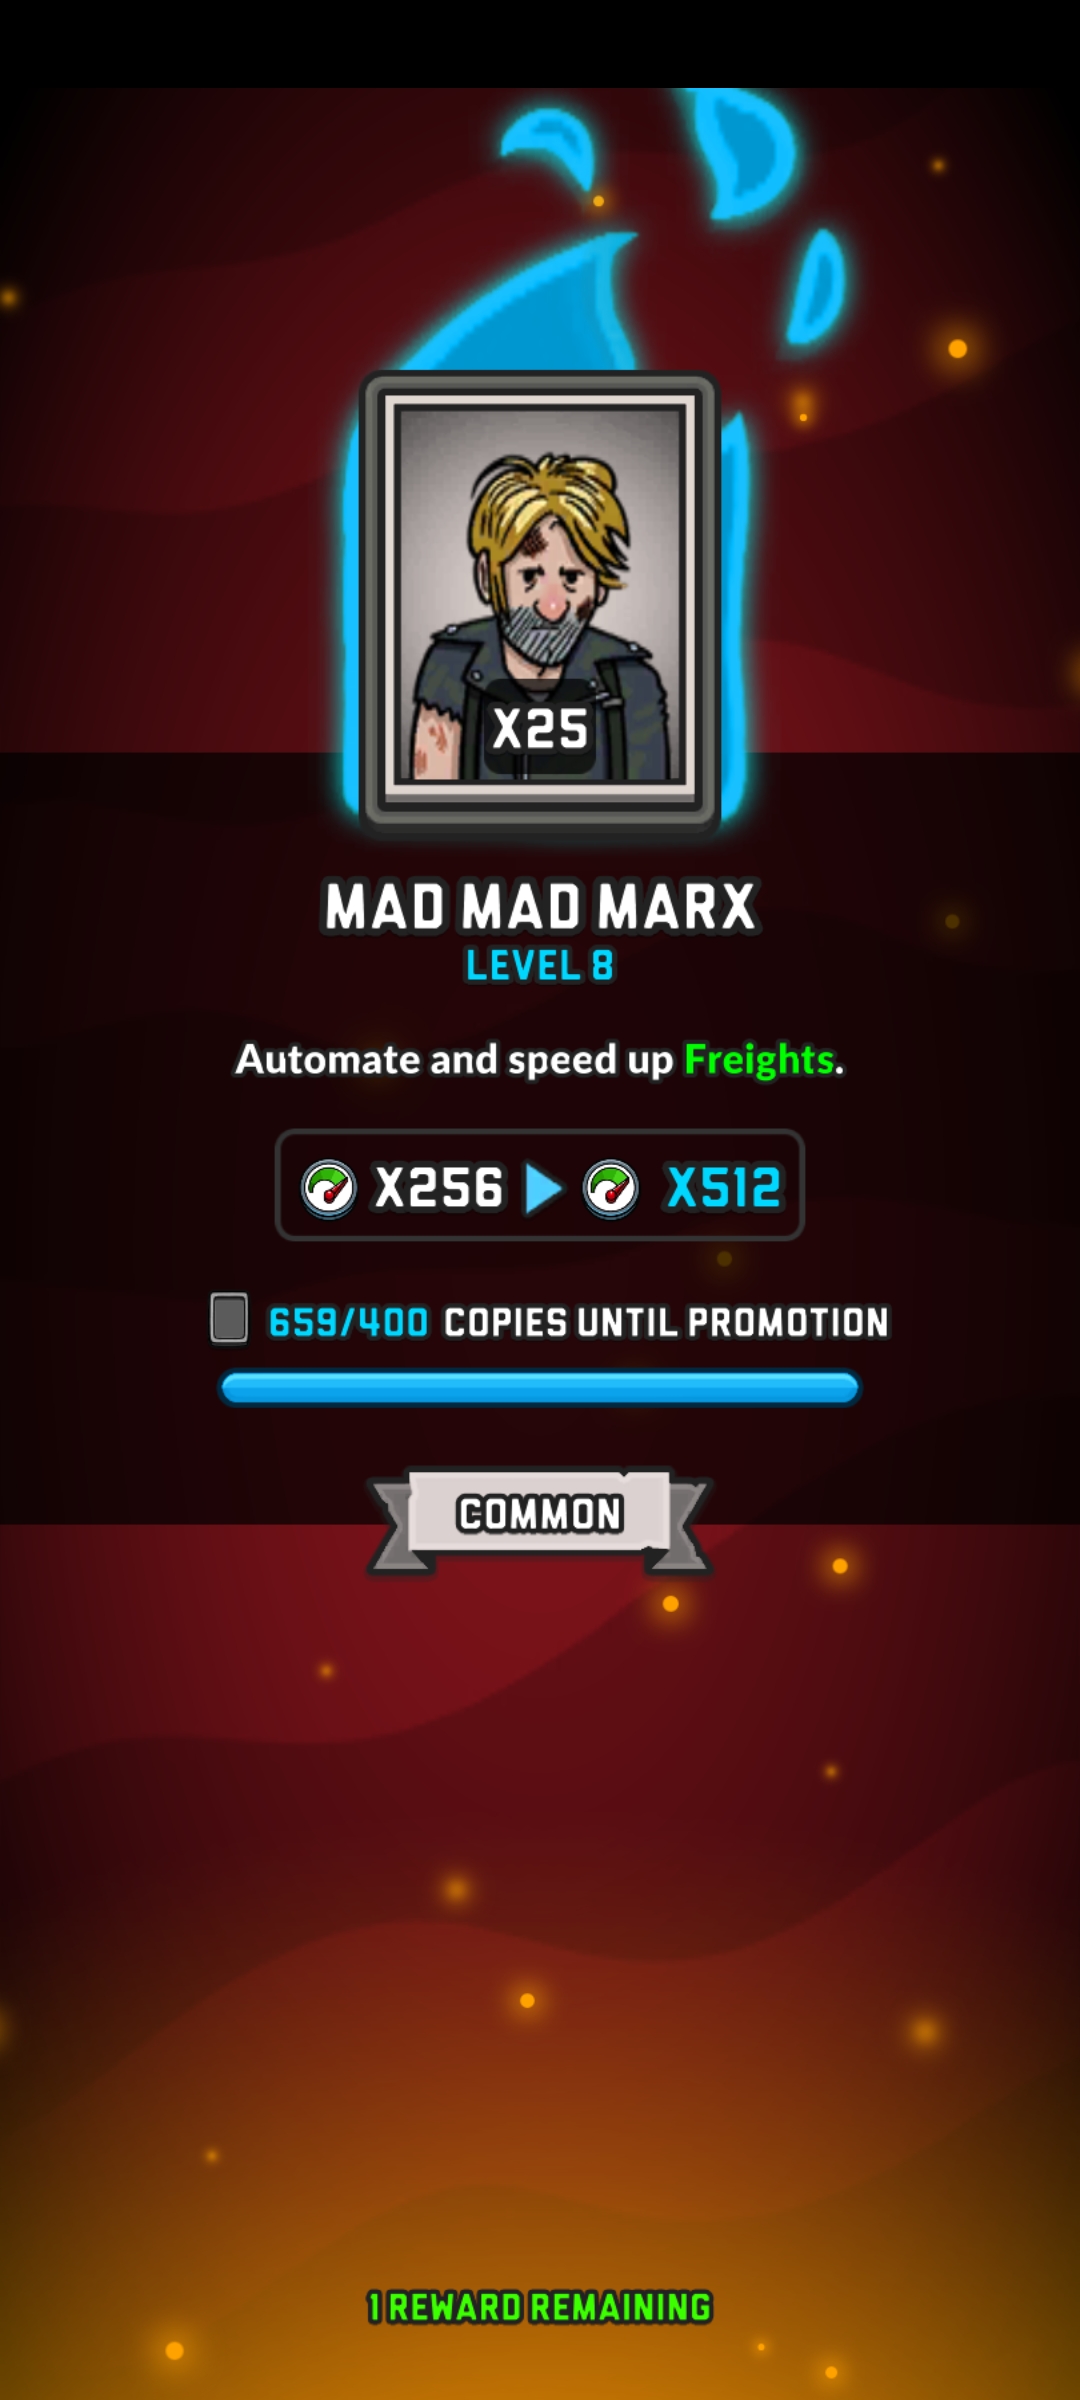 X25
MAD MAD MARX
LEVEL 8
Automate and speed up Freights.
X256 X512
659/400 COPIES UNTIL PROMOTION
COMMON
1 REWARD REMAINING